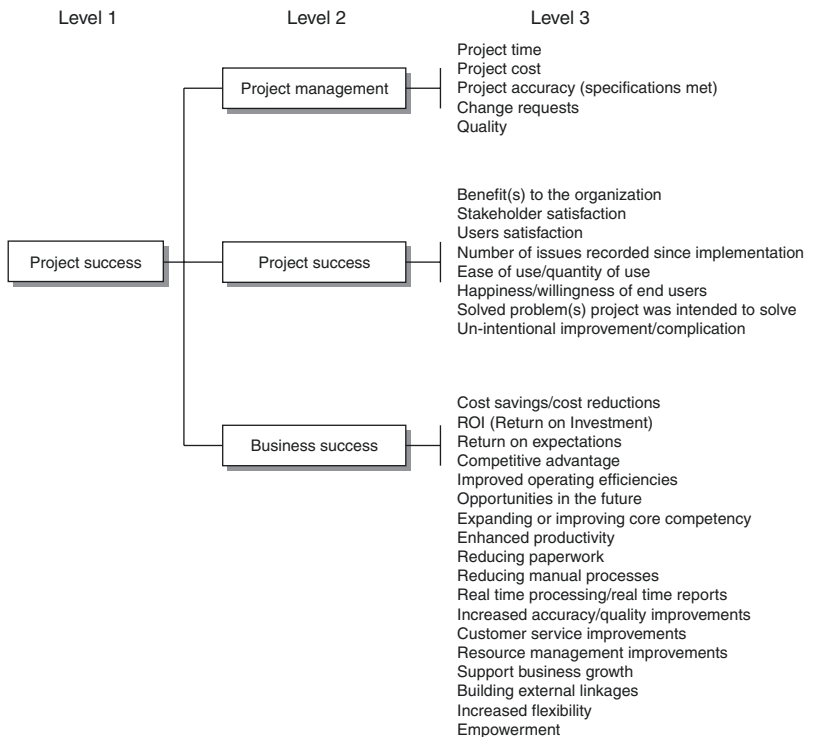 Level 1
Level 2
Level 3
Project management
Project time
Project cost
Project accuracy (specifications met)
Change requests
Quality
Project success
Project success
Benefit(s) to the organization
Stakeholder satisfaction
Users satisfaction
Number of issues recorded since implementation
Ease of use/quantity of use
Happiness/willingness of end users
Solved problem(s) project was intended to solve
Un-intentional improvement/complication
Business success
Cost savings/cost reductions
ROI (Return on Investment)
Return on expectations
Competitive advantage
Improved operating efficiencies
Opportunities in the future
Expanding or improving core competency
Enhanced productivity
Reducing paperwork
Reducing manual processes
Real time processing/real time reports
Increased accuracy/quality improvements
Customer service improvements
Resource management improvements
Support business growth
Building external linkages
Increased flexibility
Empowerment